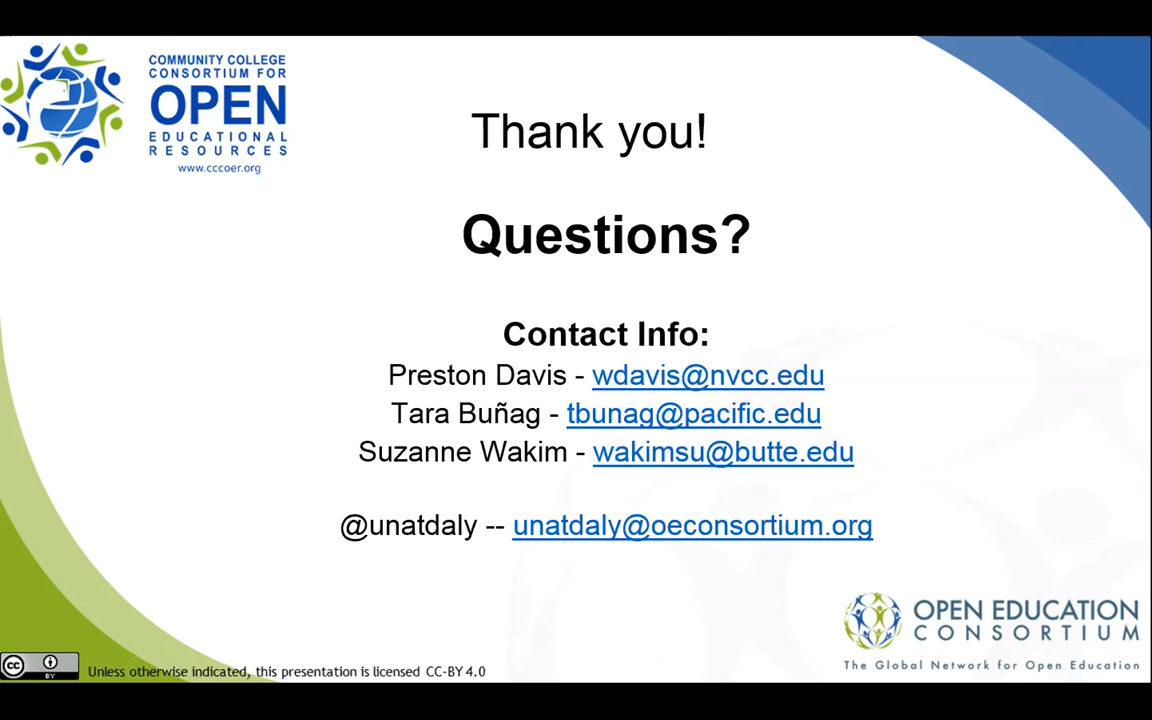 COMMUNITY COLLEGE
CONSORTIUM FOR
OPEN
EDUCATIONAL
RESOURCES
www.cccoer.org
Thank you!
Questions?
Contact Info:
Preston Davis - wdavis@nvcc.edu
Tara Buñag - tbunag@pacific.edu
Suzanne Wakim - wakimsu@butte.edu
@unatdaly -- unatdaly@oeconsortium.org
OPEN EDUCATION
CONSORTIUM
The Global Network for Open Education
cc
BY
Unless otherwise indicated, this presentation is licensed CC-BY 4.0